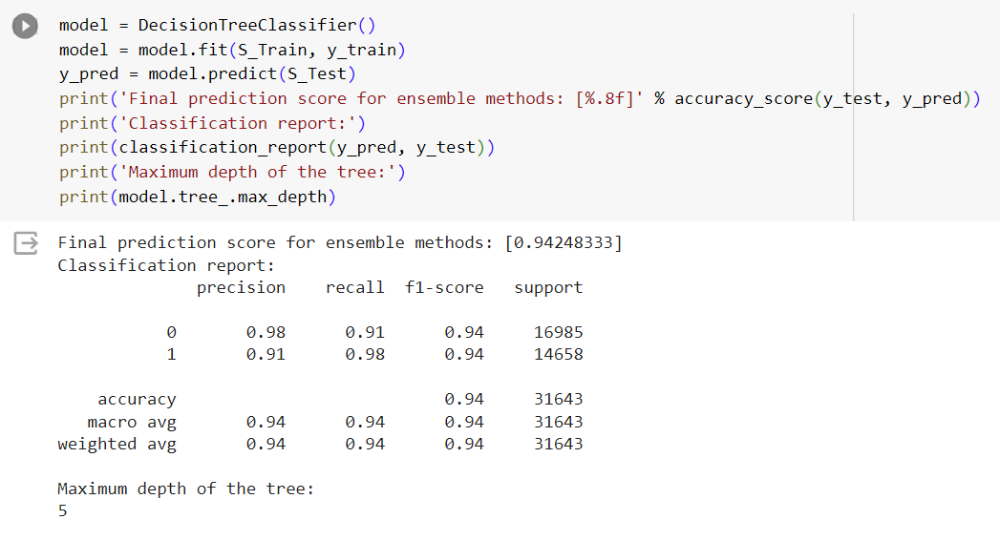 model = DecisionTreeClassifier()
model = model.fit(S_Train, y_train)
y_pred = model.predict(S_Test)
print('Final prediction score for ensemble methods: [%.8f]' % accuracy_score(y_test, y_pred))
print('Classification report:')
print(classification_report(y_pred, y_test))
print('Maximum depth of the tree:')
print(model.tree_.max_depth)
Final prediction score for ensemble methods: [0.94248333]
Classification report:
precision recall f1-score support
0 0.98 0.91 0.94 16985
1 0.91 0.98 0.94 14658
accuracy 0.94 31643
macro avg 0.94 0.94 0.94 31643
weighted avg 0.94 0.94 0.94 31643
Maximum depth of the tree:
5